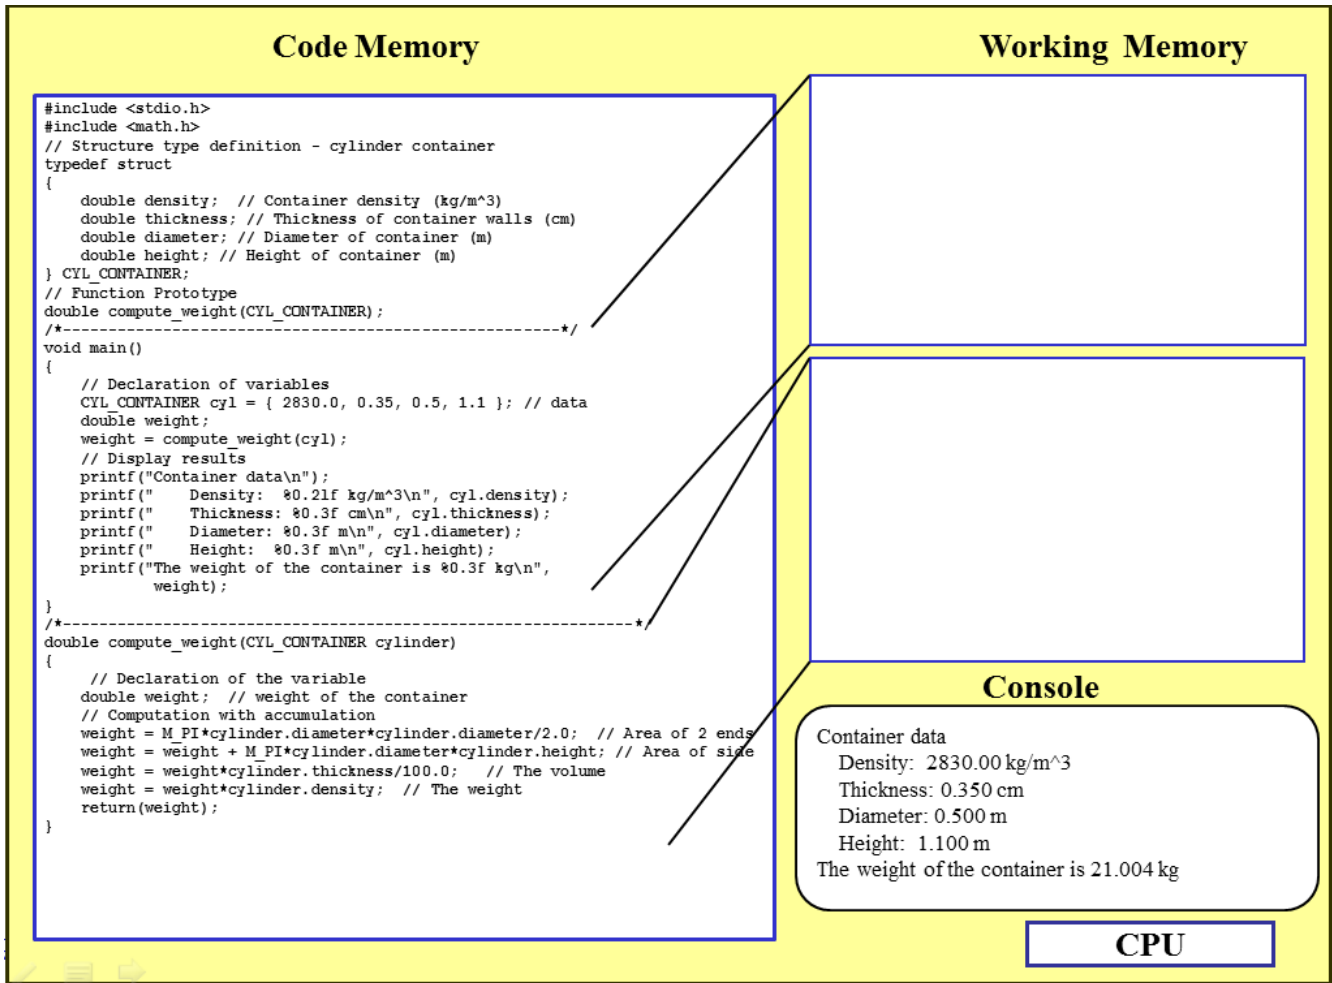 Code Memory
#include <stdio.h>
#include <math.h>
// Structure type definition - cylinder container
typedef struct
{
    double density;  // Container density (kg/m^3)
    double thickness; // Thickness of container walls (cm)
    double diameter; // Diameter of container (m)
    double height; // Height of container (m)
} CYL_CONTAINER;
// Function Prototype
double compute_weight(CYL_CONTAINER);
/*-------------------------------------------------------*/
void main()
{
    // Declaration of variables
    CYL_CONTAINER cyl = { 2830.0, 0.35, 0.5, 1.1 }; // data
    double weight;
    weight = compute_weight(cyl);
    // Display results
    printf("Container data\n");
    printf("    Density:  %0.2lf kg/m^3\n", cyl.density);
    printf("    Thickness: %0.3f cm\n", cyl.thickness);
    printf("    Diameter: %0.3f m\n", cyl.diameter);
    printf("    Height:  %0.3f m\n", cyl.height);
    printf("The weight of the container is %0.3f kg\n",
            weight);
}
/*---------------------------------------------------------------*/
double compute_weight(CYL_CONTAINER cylinder)
{
     // Declaration of the variable
    double weight;  // weight of the container
    // Computation with accumulation
    weight = M_PI*cylinder.diameter*cylinder.diameter/2.0;  // Area of 2 ends
    weight = weight + M_PI*cylinder.diameter*cylinder.height; // Area of side
    weight = weight*cylinder.thickness/100.0;   // The volume
    weight = weight*cylinder.density;  // The weight
    return(weight);
}
Working Memory
Console
Container data
Density: 2830.00 kg/m^3
Thickness: 0.350 cm
Diameter: 0.500 m
Height: 1.100 m
The weight of the container is 21.004 kg
CPU